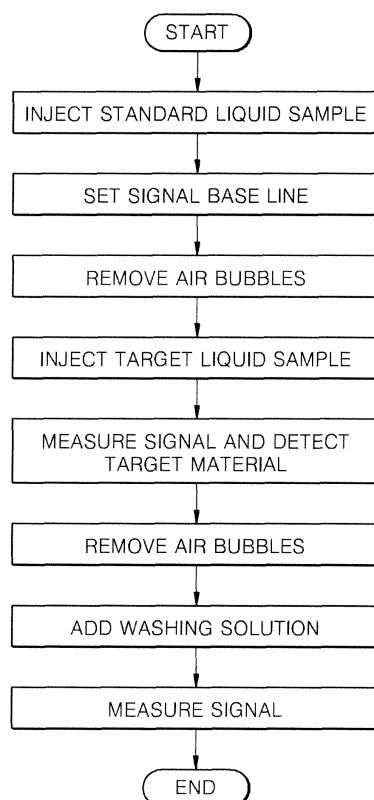 START
INJECT STANDARD LIQUID SAMPLE
SET SIGNAL BASE LINE
REMOVE AIR BUBBLES
INJECT TARGET LIQUID SAMPLE
MEASURE SIGNAL AND DETECT
TARGET MATERIAL
REMOVE AIR BUBBLES
ADD WASHING SOLUTION
MEASURE SIGNAL
END